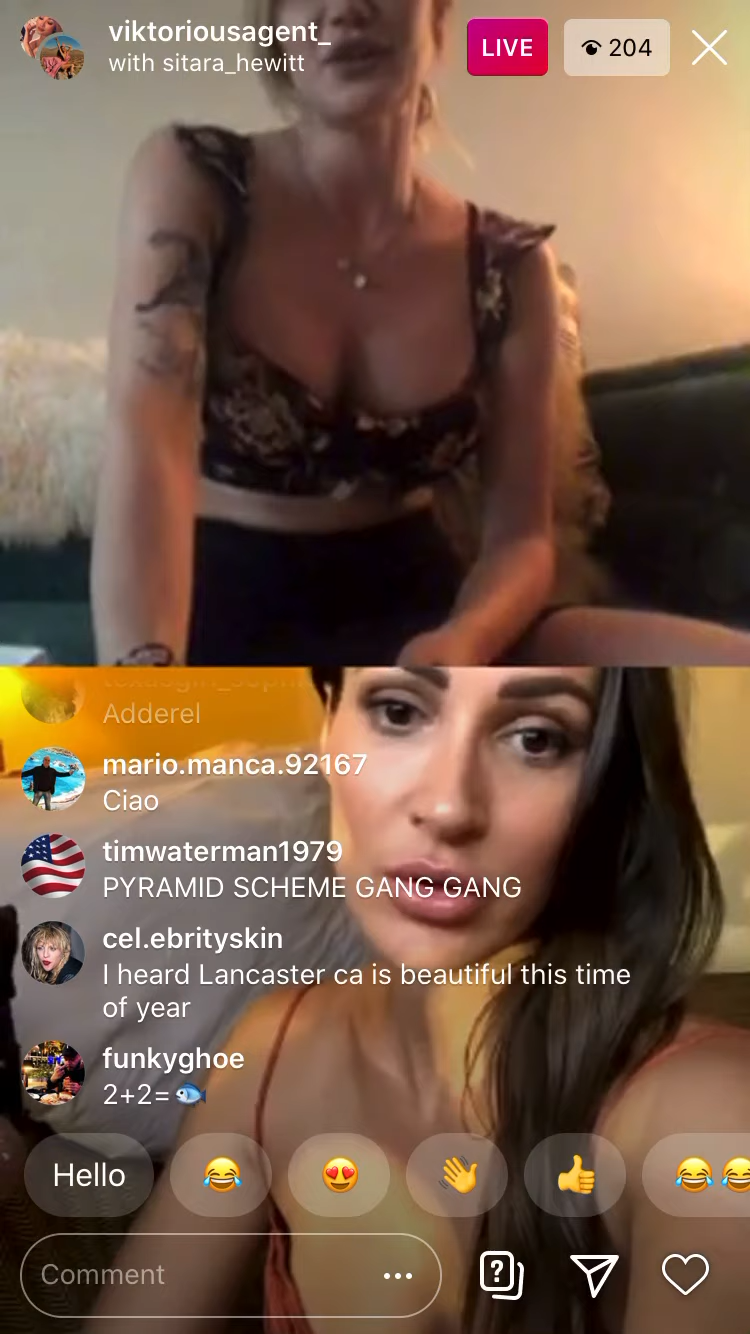 viktoriousagent_
with sitara_hewitt
LIVE
204
Adderel
mario.manca.92167
Ciao
timwaterman1979
PYRAMID SCHEME GANG GANG
cel.ebrityskin
I heard Lancaster ca is beautiful this time
of year
funkyghoe
2+2=🐟
Hello
Comment